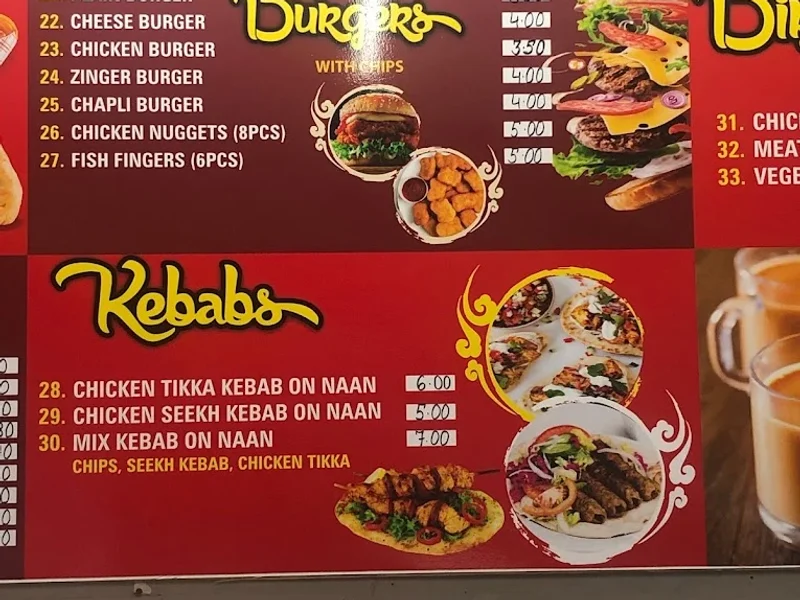 Burgers
WITH CHIPS
22. CHEESE BURGER 4.00
23. CHICKEN BURGER 3.50
24. ZINGER BURGER 4.00
25. CHAPLI BURGER 4.00
26. CHICKEN NUGGETS (8PCS) 5.00
27. FISH FINGERS (6PCS) 5.00
Kebabs
28. CHICKEN TIKKA KEBAB ON NAAN 6.00
29. CHICKEN SEEKH KEBAB ON NAAN 5.00
30. MIX KEBAB ON NAAN 7.00
CHIPS, SEEKH KEBAB, CHICKEN TIKKA
31.
32.
33.